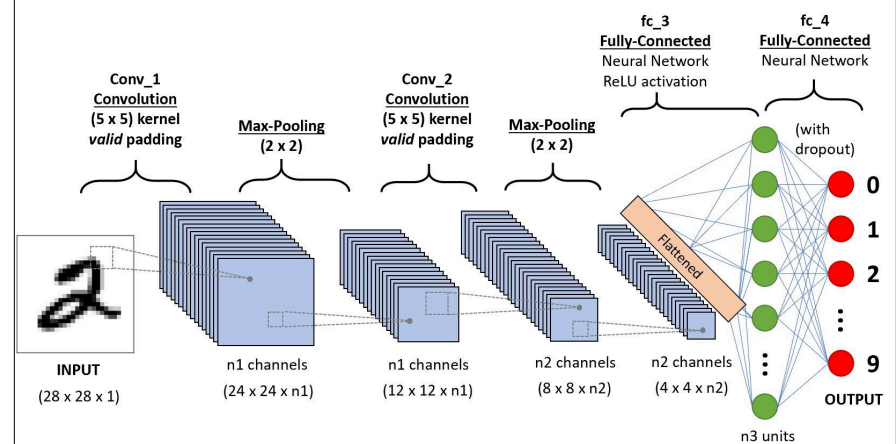 fc_3
Fully-Connected
Neural Network
ReLU activation
fc_4
Fully-Connected
Neural Network
Conv_1
Convolution
(5 x 5) kernel
valid padding
Max-Pooling
(2 x 2)
Conv_2
Convolution
(5 x 5) kernel
valid padding
Max-Pooling
(2 x 2)
(with
dropout)
0
1
2
9
Flattened
2
INPUT
(28 x 28 x 1)
n1 channels
(24 x 24 x n1)
n1 channels
(12 x 12 x n1)
n2 channels
(8 x 8 x n2)
n2 channels
(4 x 4 x n2)
OUTPUT
n3 units